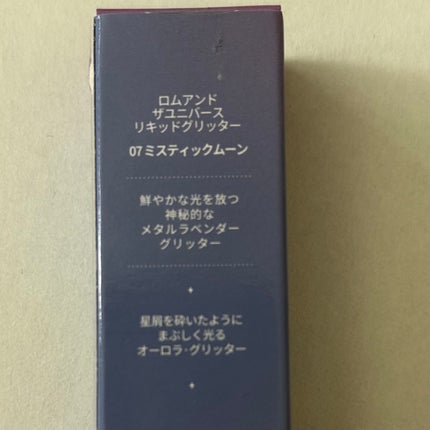 ロムアンド
ザユニバース
リキッドグリッター
07 ミスティックムーン
鮮やかな光を放つ
神秘的な
メタルラベンダー
グリッター
星屑を砕いたように
まぶしく光る
オーロラ・グリッター